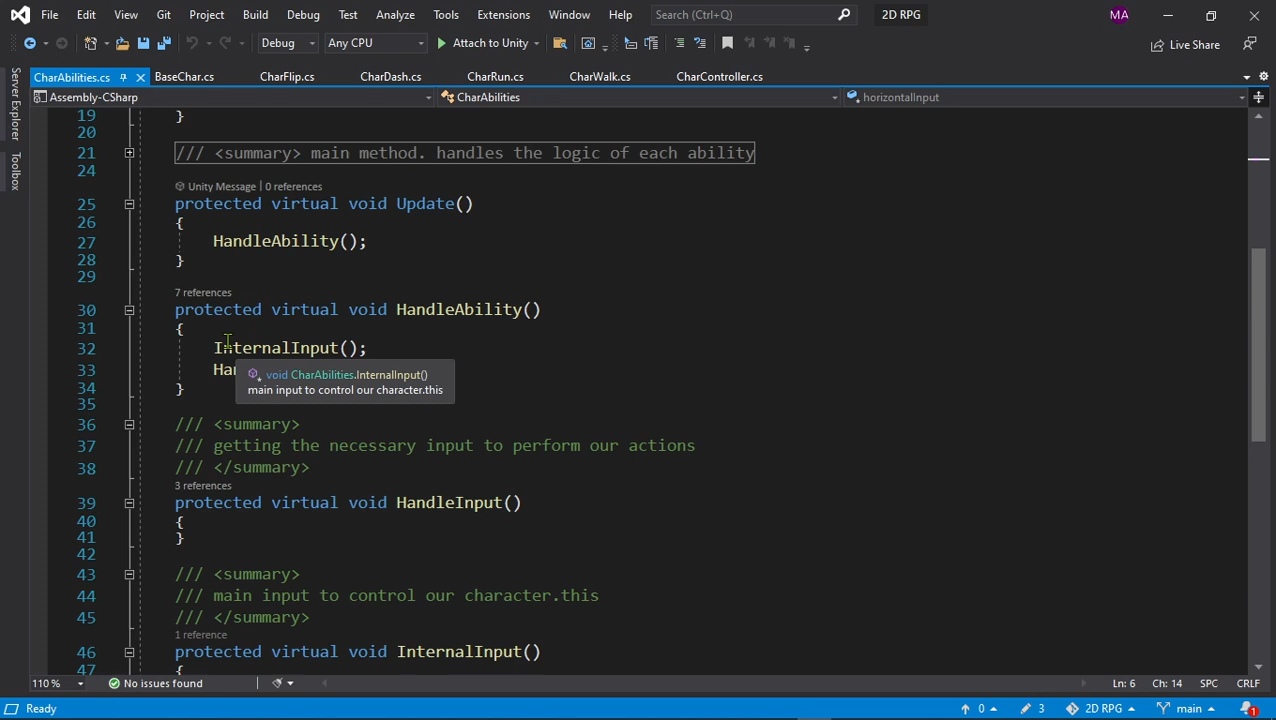 File Edit View Git Project Build Debug Test Analyze Tools Extensions Window Help Search (Ctrl+Q) 2D RPG MA
Debug Any CPU Attach to Unity Live Share
CharAbilities.cs BaseChar.cs CharFlip.cs CharDash.cs CharRun.cs CharWalk.cs CharController.cs
Server Explorer
Toolbox
Assembly-CSharp CharAbilities horizontalInput
19 }
20
21 /// <summary> main method. handles the logic of each ability
24
Unity Message | 0 references
25 protected virtual void Update()
26 {
27 HandleAbility();
28 }
29
7 references
30 protected virtual void HandleAbility()
31 {
32 InternalInput();
33 Han
void CharAbilities.InternalInput()
main input to control our character.this
34 }
35
36 /// <summary>
37 /// getting the necessary input to perform our actions
38 /// </summary>
3 references
39 protected virtual void HandleInput()
40 {
41 }
42
43 /// <summary>
44 /// main input to control our character.this
45 /// </summary>
1 reference
46 protected virtual void InternalInput()
47 {
110 % No issues found Ln: 6 Ch: 14 SPC CRLF
Ready 0 3 2D RPG main 1